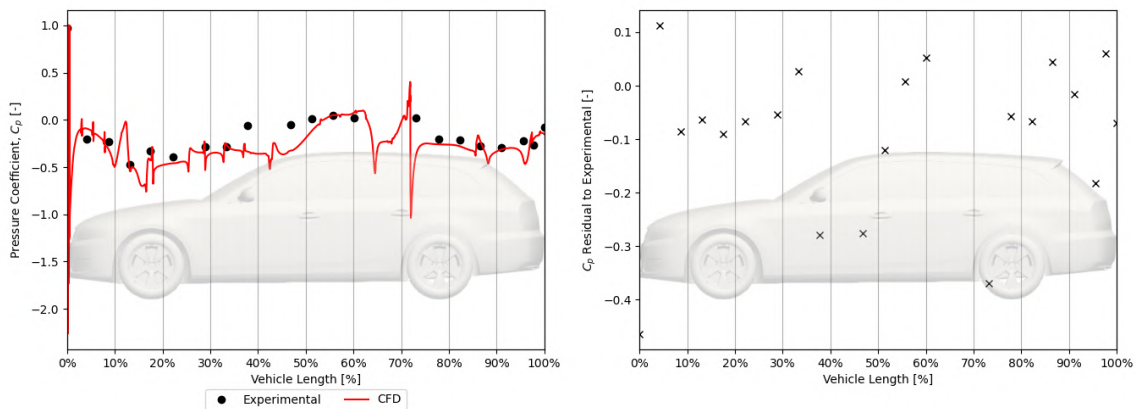 1.0
0.5
0.0
−0.5
−1.0
−1.5
−2.0
Pressure Coefficient, Cp [-]
0% 10% 20% 30% 40% 50% 60% 70% 80% 90% 100%
Vehicle Length [%]
Experimental CFD
0.1
0.0
−0.1
−0.2
−0.3
−0.4
Cp Residual to Experimental [-]
0% 10% 20% 30% 40% 50% 60% 70% 80% 90% 100%
Vehicle Length [%]